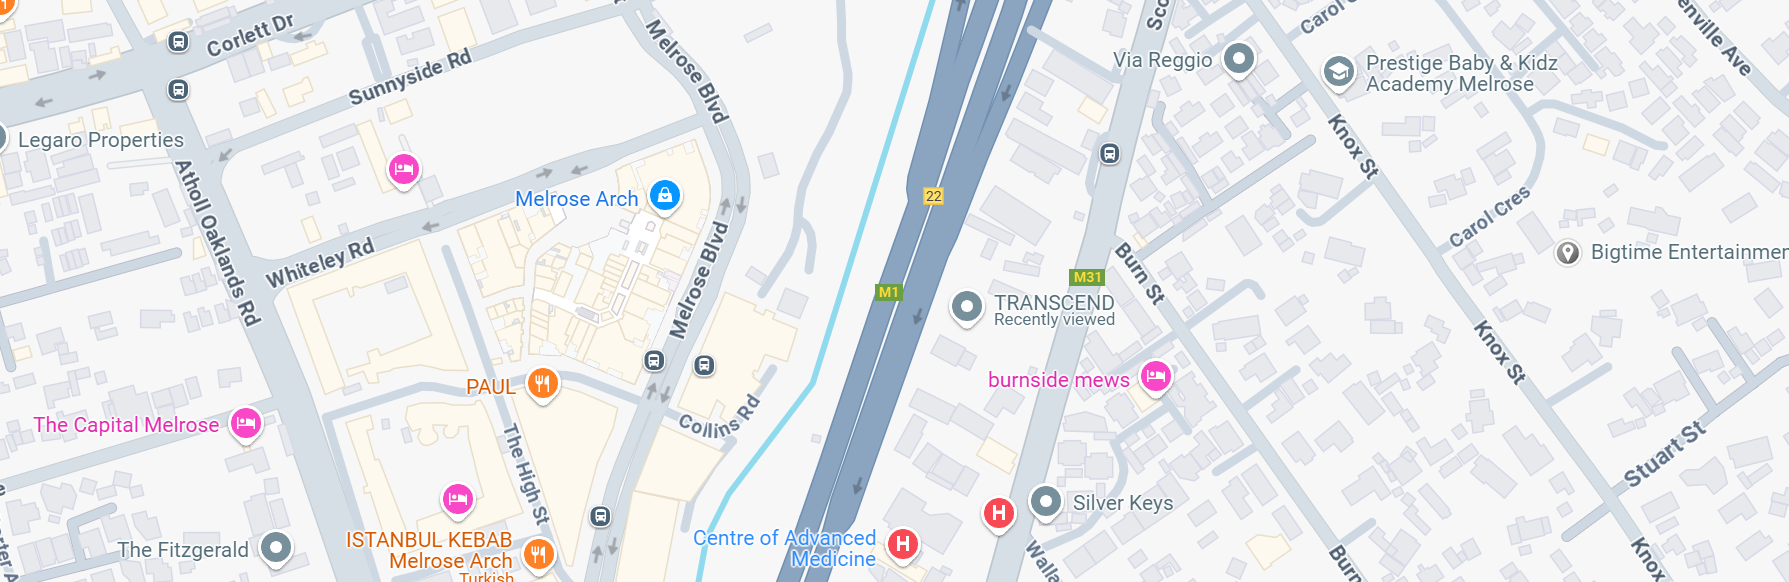 Corlett Dr
Sunnyside Rd
Melrose Blvd
Via Reggio
Prestige Baby & Kidz
Academy Melrose
Legaro Properties
Atholl Oaklands Rd
Melrose Arch
22
Knox St
Carol Cres
Whiteley Rd
Melrose Blvd
M1
M31
Burn St
TRANSCEND
Recently viewed
Knox St
PAUL
burnside mews
The Capital Melrose
Collins Rd
The High St
Stuart St
Silver Keys
H
ISTANBUL KEBAB
Melrose Arch
Turkish
The Fitzgerald
Centre of Advanced
Medicine
H
Burn
Knox